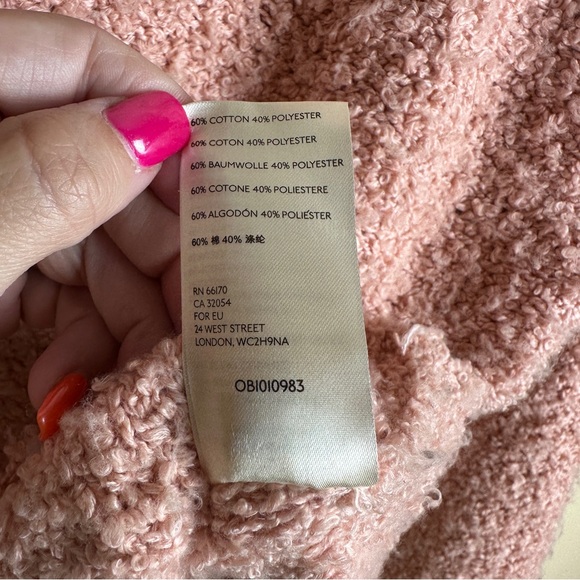 60% COTTON 40% POLYESTER
60% COTON 40% POLYESTER
60% BAUMWOLLE 40% POLYESTER
60% COTONE 40% POLIESTERE
60% ALGODÓN 40% POLIÉSTER
60% 棉 40% 涤纶
RN 66170
CA 32054
FOR EU
24 WEST STREET
LONDON, WC2H9NA
OB1010983